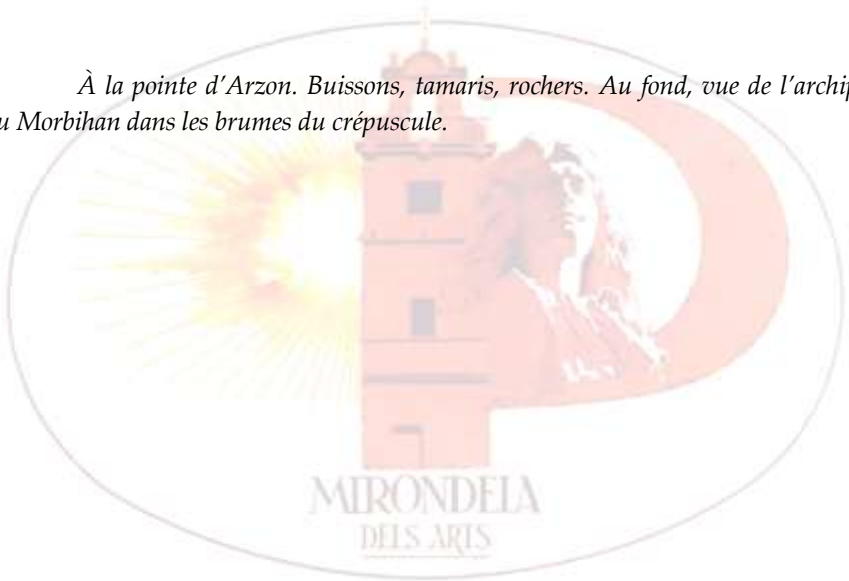 À la pointe d'Arzon. Buissons, tamaris, rochers. Au fond, vue de l'archip
u Morbihan dans les brumes du crépuscule.
MIRONDELA
DELS ARTS